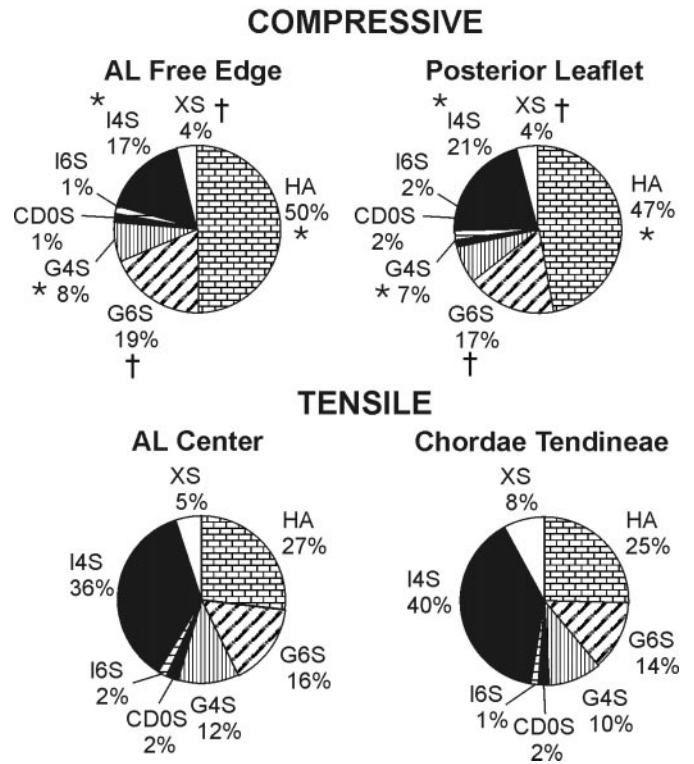 COMPRESSIVE
AL Free Edge
* XS †
I4S 4%
17%
I6S
1%
HA
50%
*
CD0S
1%
G4S
* 8%
G6S
19%
†
Posterior Leaflet
* XS †
I4S 4%
21%
I6S
2%
HA
47%
*
CD0S
2%
G4S
* 7%
G6S
17%
†
TENSILE
AL Center
XS
5%
HA
27%
I4S
36%
G6S
16%
I6S
2%
CD0S
2%
G4S
12%
Chordae Tendineae
XS
8%
HA
25%
I4S
40%
G6S
14%
I6S
1%
CD0S
2%
G4S
10%